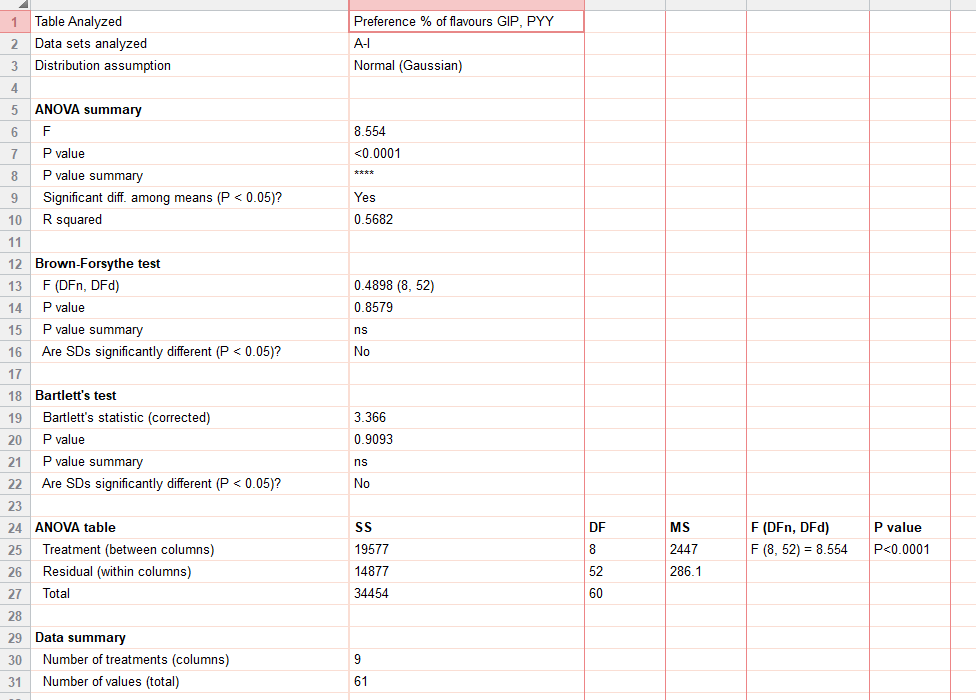 1 Table Analyzed Preference % of flavours GIP, PYY
2 Data sets analyzed A-I
3 Distribution assumption Normal (Gaussian)
4
5 ANOVA summary
6 F 8.554
7 P value <0.0001
8 P value summary ****
9 Significant diff. among means (P < 0.05)? Yes
10 R squared 0.5682
11
12 Brown-Forsythe test
13 F (DFn, DFd) 0.4898 (8, 52)
14 P value 0.8579
15 P value summary ns
16 Are SDs significantly different (P < 0.05)? No
17
18 Bartlett's test
19 Bartlett's statistic (corrected) 3.366
20 P value 0.9093
21 P value summary ns
22 Are SDs significantly different (P < 0.05)? No
23
24 ANOVA table SS DF MS F (DFn, DFd) P value
25 Treatment (between columns) 19577 8 2447 F (8, 52) = 8.554 P<0.0001
26 Residual (within columns) 14877 52 286.1
27 Total 34454 60
28
29 Data summary
30 Number of treatments (columns) 9
31 Number of values (total) 61